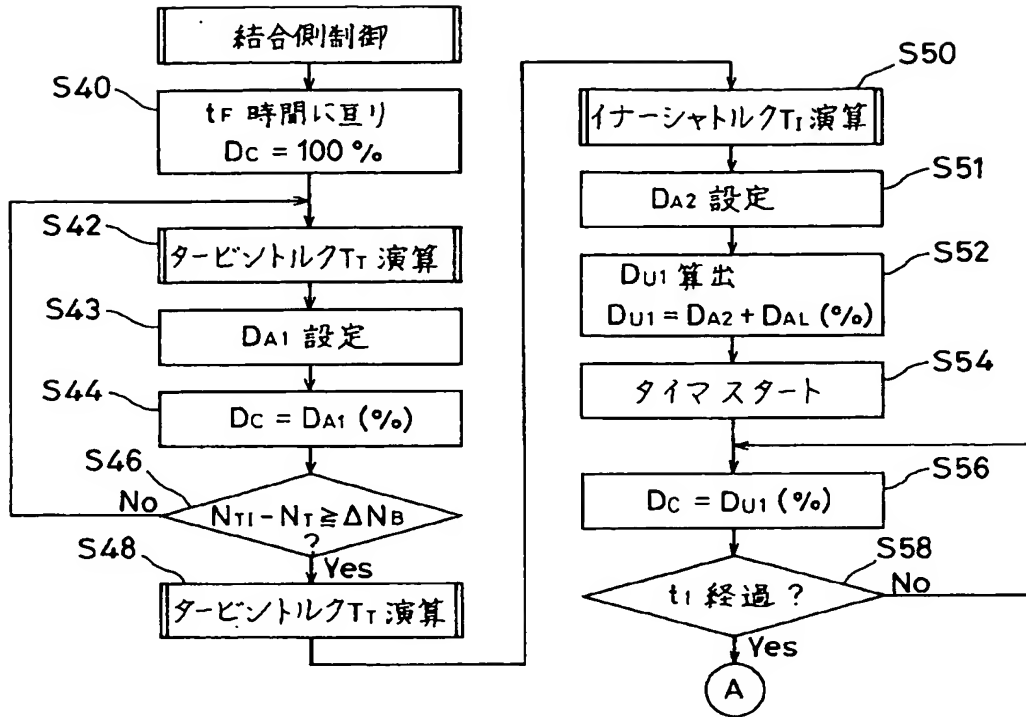 結合側制御
S40
tF 時間に亘り
DC = 100 %
S42
タービントルクTT 演算
S43
DA1 設定
S44
DC = DA1 (%)
S46
No
NTI - NT ≧ ΔNB
?
Yes
S48
タービントルクTT 演算
S50
イナーシャトルクTI 演算
S51
DA2 設定
S52
DU1 算出
DU1 = DA2 + DAL (%)
S54
タイマスタート
S56
DC = DU1 (%)
S58
t1 経過 ?
No
Yes
A